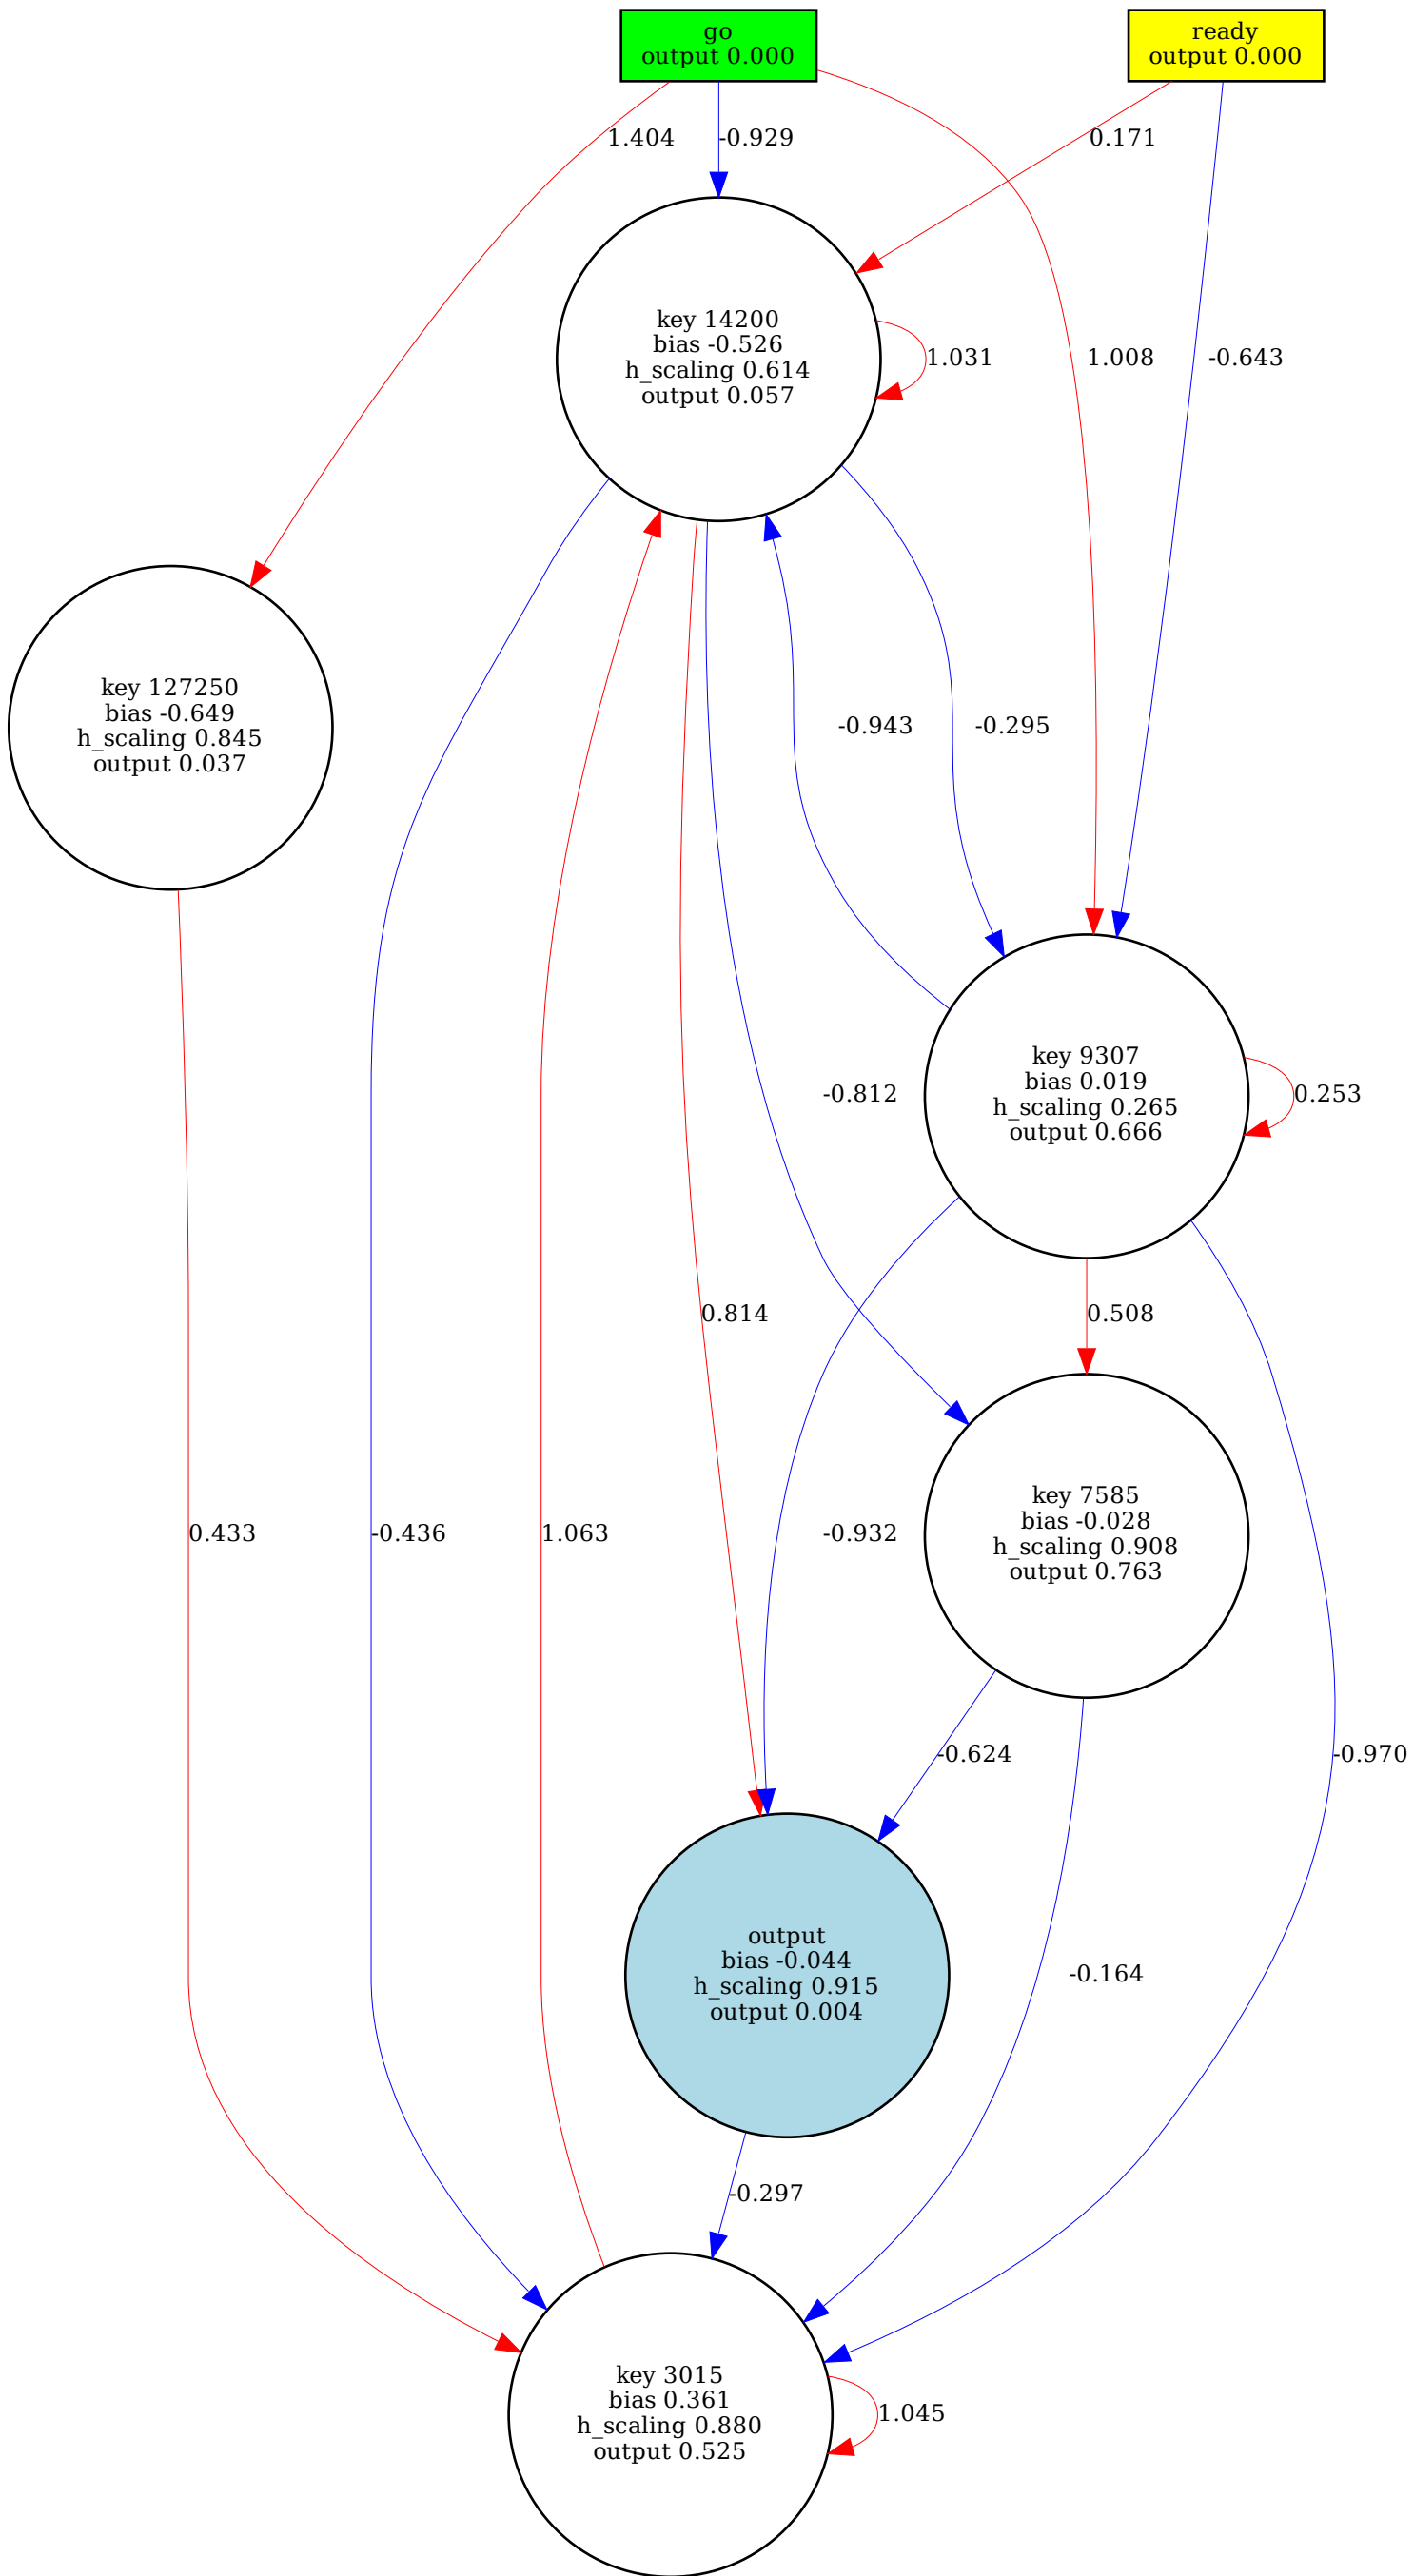 go
output 0.000
ready
output 0.000
1.404
-0.929
0.171
key 14200
bias -0.526
h_scaling 0.614
output 0.057
1.031
1.008
-0.643
key 127250
bias -0.649
h_scaling 0.845
output 0.037
-0.943
-0.295
key 9307
bias 0.019
h_scaling 0.265
output 0.666
-0.812
0.253
0.814
0.508
key 7585
bias -0.028
h_scaling 0.908
output 0.763
0.433
-0.436
1.063
-0.932
-0.624
-0.970
output
bias -0.044
h_scaling 0.915
output 0.004
-0.164
-0.297
key 3015
bias 0.361
h_scaling 0.880
output 0.525
1.045